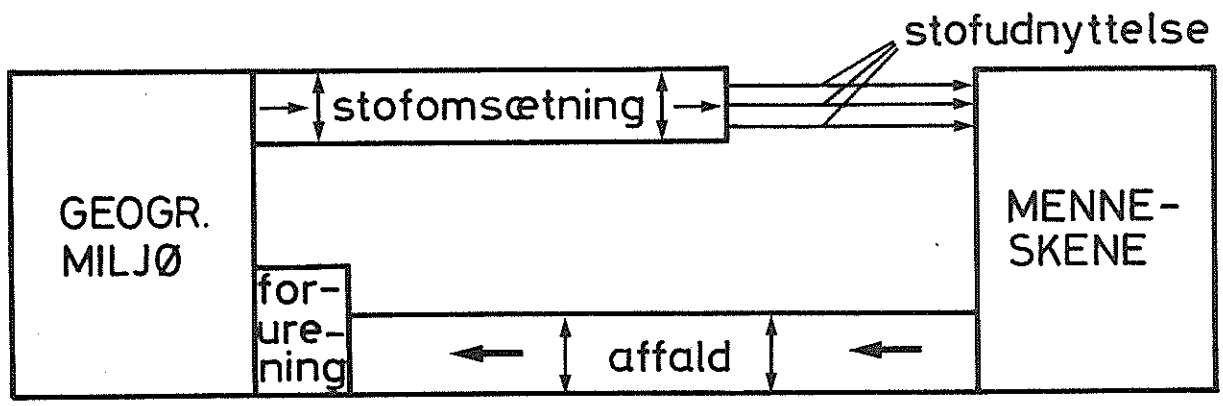 stofudnyttelse
stofomsætning
GEOGR.
MILJØ
MENNE-
SKENE
for-
ure-
ning
affald